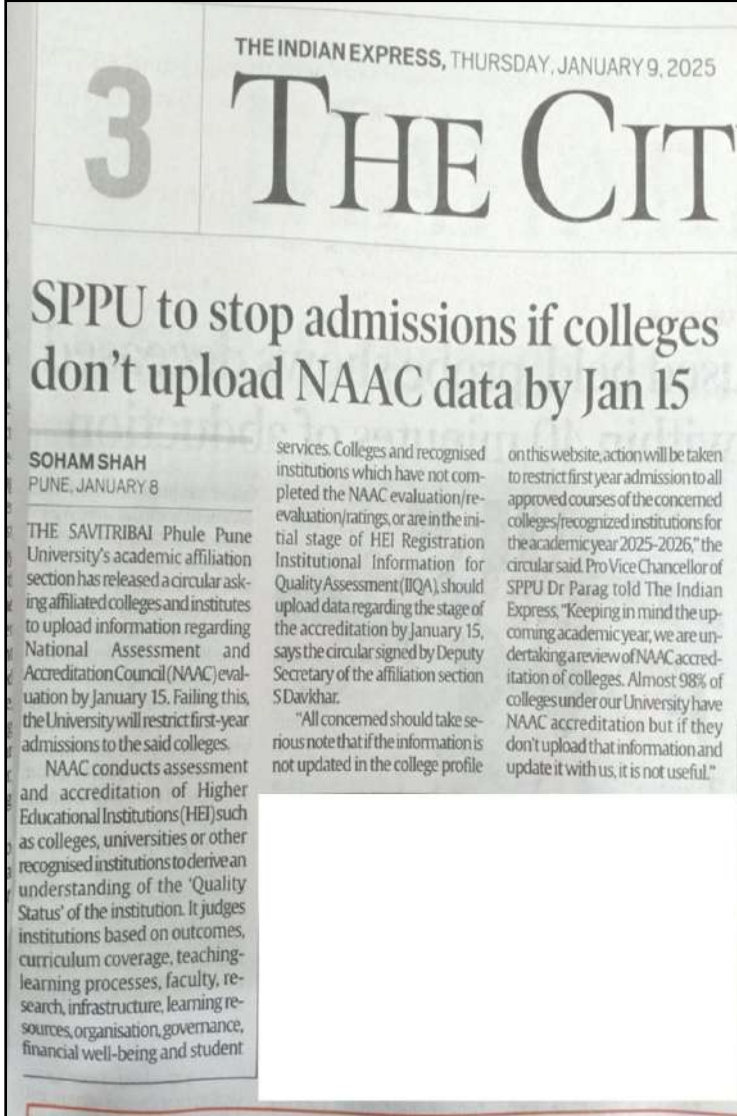 3
THE INDIAN EXPRESS, THURSDAY, JANUARY 9, 2025
THE CIT
SPPU to stop admissions if colleges
don't upload NAAC data by Jan 15
SOHAM SHAH
PUNE, JANUARY 8
THE SAVITRIBAI Phule Pune
University's academic affiliation
section has released a circular ask-
ing affiliated colleges and institutes
to upload information regarding
National Assessment and
Accreditation Council (NAAC) eval-
uation by January 15. Failing this,
the University will restrict first-year
admissions to the said colleges.
NAAC conducts assessment
and accreditation of Higher
Educational Institutions (HEI) such
as colleges, universities or other
recognised institutions to derive an
understanding of the 'Quality
Status' of the institution. It judges
institutions based on outcomes,
curriculum coverage, teaching-
learning processes, faculty, re-
search, infrastructure, learning re-
sources, organisation, governance,
financial well-being and student
services. Colleges and recognised
institutions which have not com-
pleted the NAAC evaluation/re-
evaluation/ratings, or are in the ini-
tial stage of HEI Registration
Institutional Information for
Quality Assessment (IIQA), should
upload data regarding the stage of
the accreditation by January 15,
says the circular signed by Deputy
Secretary of the affiliation section
S Davkhar.
"All concerned should take se-
rious note that if the information is
not updated in the college profile
on this website, action will be taken
to restrict first year admission to all
approved courses of the concerned
colleges/recognized institutions for
the academic year 2025-2026," the
circular said. Pro Vice Chancellor of
SPPU Dr Parag told The Indian
Express, "Keeping in mind the up-
coming academic year, we are un-
dertaking a review of NAAC accred-
itation of colleges. Almost 98% of
colleges under our University have
NAAC accreditation but if they
don't upload that information and
update it with us, it is not useful."